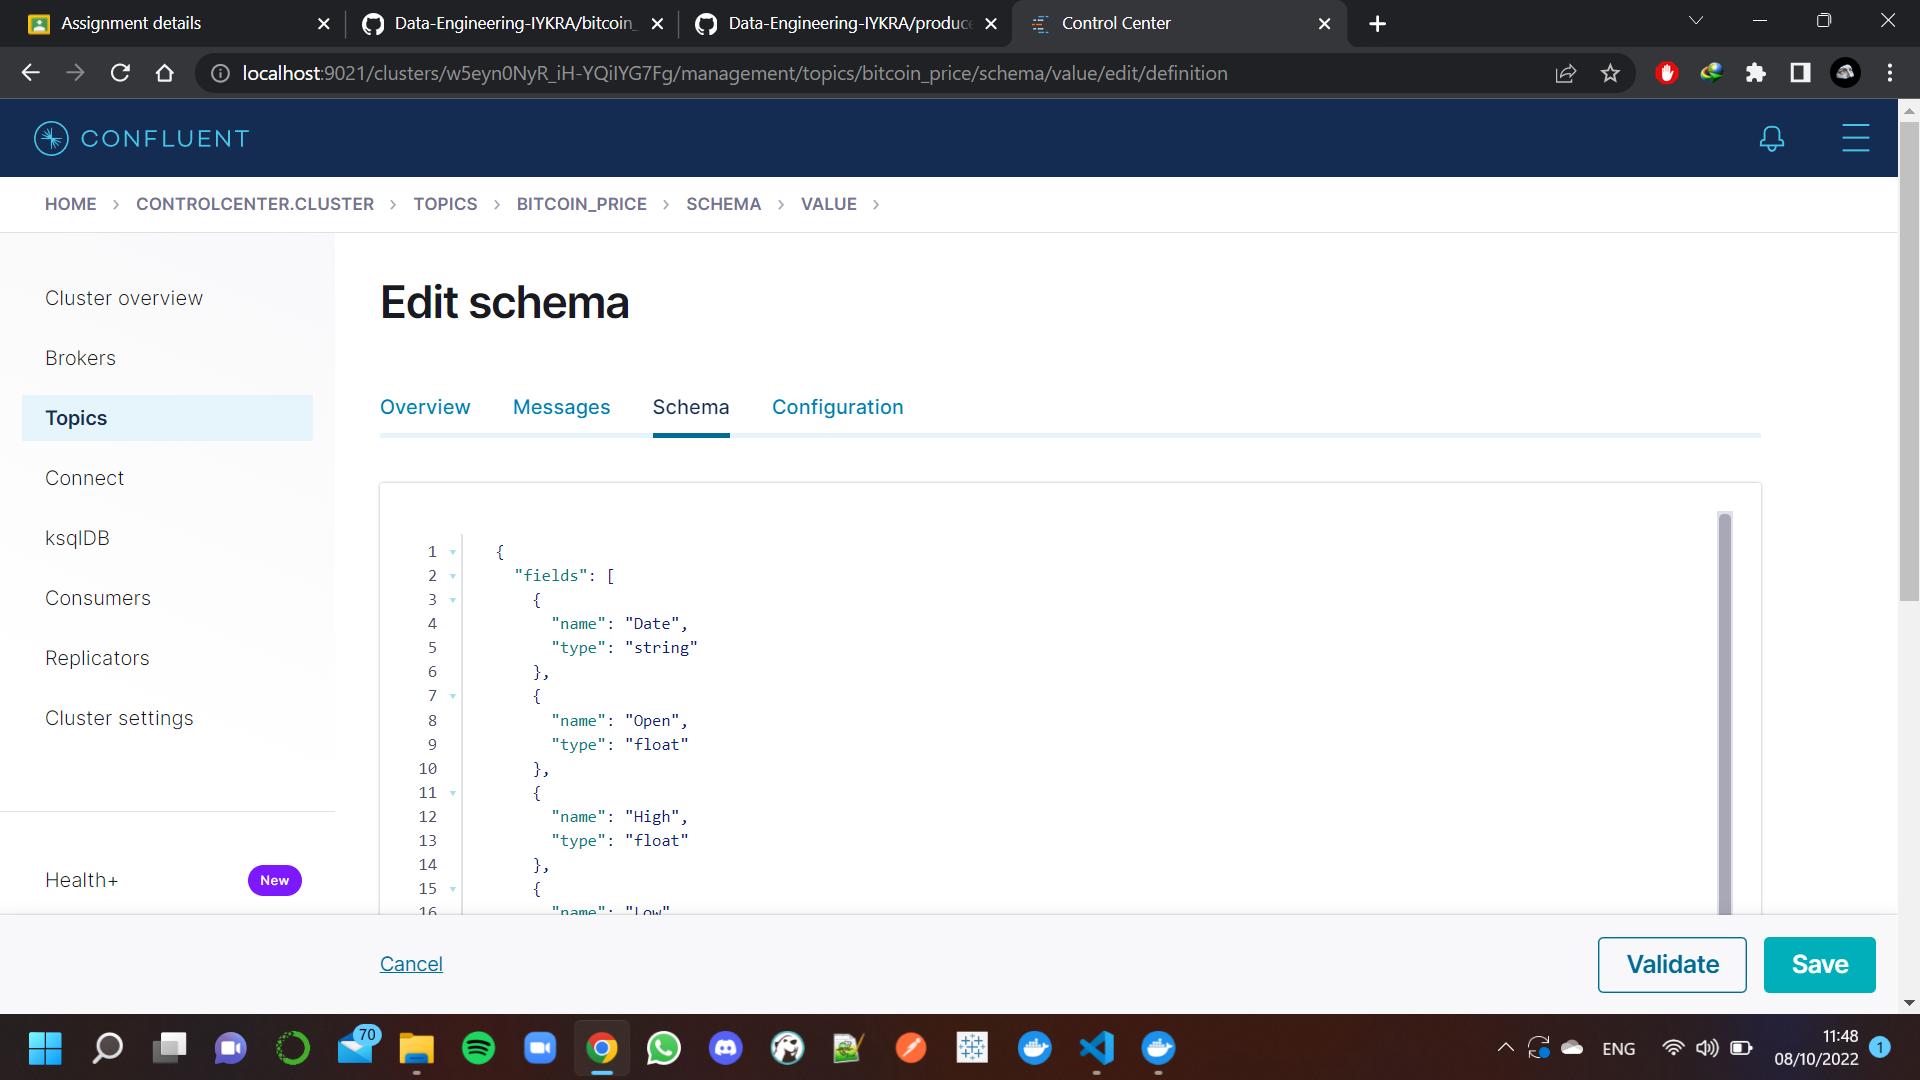 Assignment details
Data-Engineering-IYKRA/bitcoin_
Data-Engineering-IYKRA/produce
Control Center
localhost:9021/clusters/w5eyn0NyR_iH-YQiIYG7Fg/management/topics/bitcoin_price/schema/value/edit/definition
CONFLUENT
HOME > CONTROLCENTER.CLUSTER > TOPICS > BITCOIN_PRICE > SCHEMA > VALUE >
Cluster overview
Brokers
Topics
Connect
ksqlDB
Consumers
Replicators
Cluster settings
Health+ New
Edit schema
Overview Messages Schema Configuration
1 {
2 "fields": [
3 {
4 "name": "Date",
5 "type": "string"
6 },
7 {
8 "name": "Open",
9 "type": "float"
10 },
11 {
12 "name": "High",
13 "type": "float"
14 },
15 {
16 "name": "Low"
Cancel
Validate
Save
70
ENG
11:48
08/10/2022
1